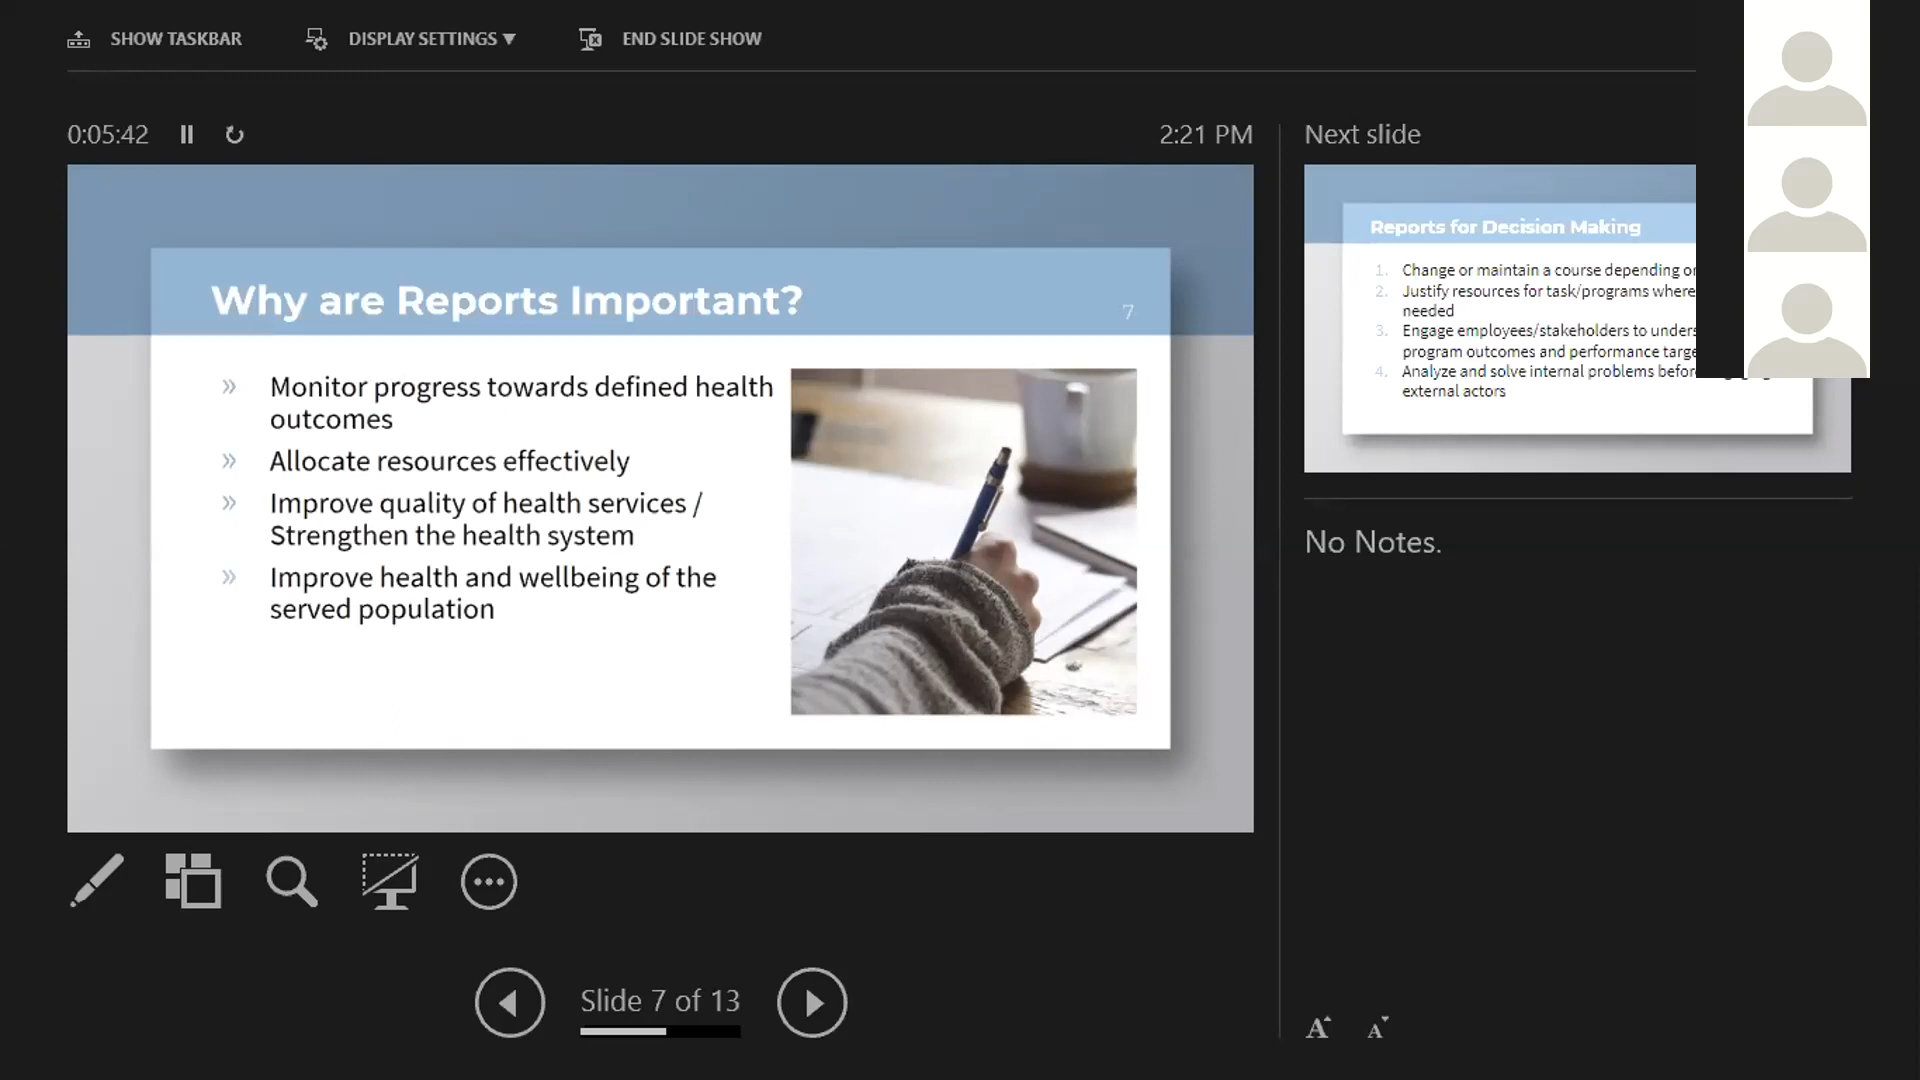 SHOW TASKBAR
DISPLAY SETTINGS ▼
END SLIDE SHOW
0:05:42
2:21 PM
Next slide
Why are Reports Important?
7
» Monitor progress towards defined health
outcomes
» Allocate resources effectively
» Improve quality of health services /
Strengthen the health system
» Improve health and wellbeing of the
served population
Reports for Decision Making
1. Change or maintain a course depending
2. Justify resources for task/programs where
needed
3. Engage employees/stakeholders to
program outcomes and performance
4. Analyze and solve internal problems
external actors
No Notes.
Slide 7 of 13
A A